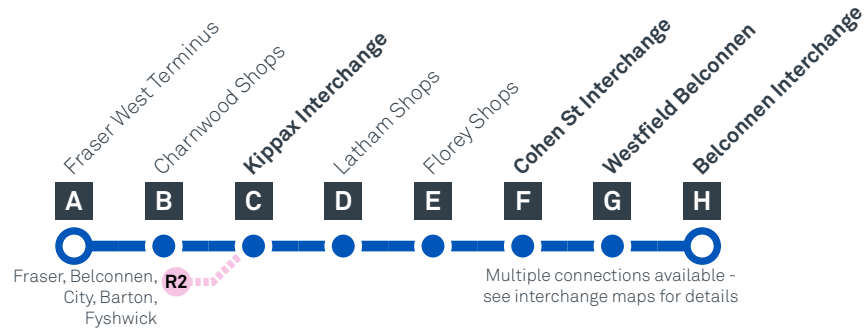 Fraser West Terminus
Charnwood Shops
Kippax Interchange
Latham Shops
Florey Shops
Cohen St Interchange
Westfield Belconnen
Belconnen Interchange
A
B
C
D
E
F
G
H
Fraser, Belconnen,
City, Barton,
Fyshwick
R2
Multiple connections available -
see interchange maps for details